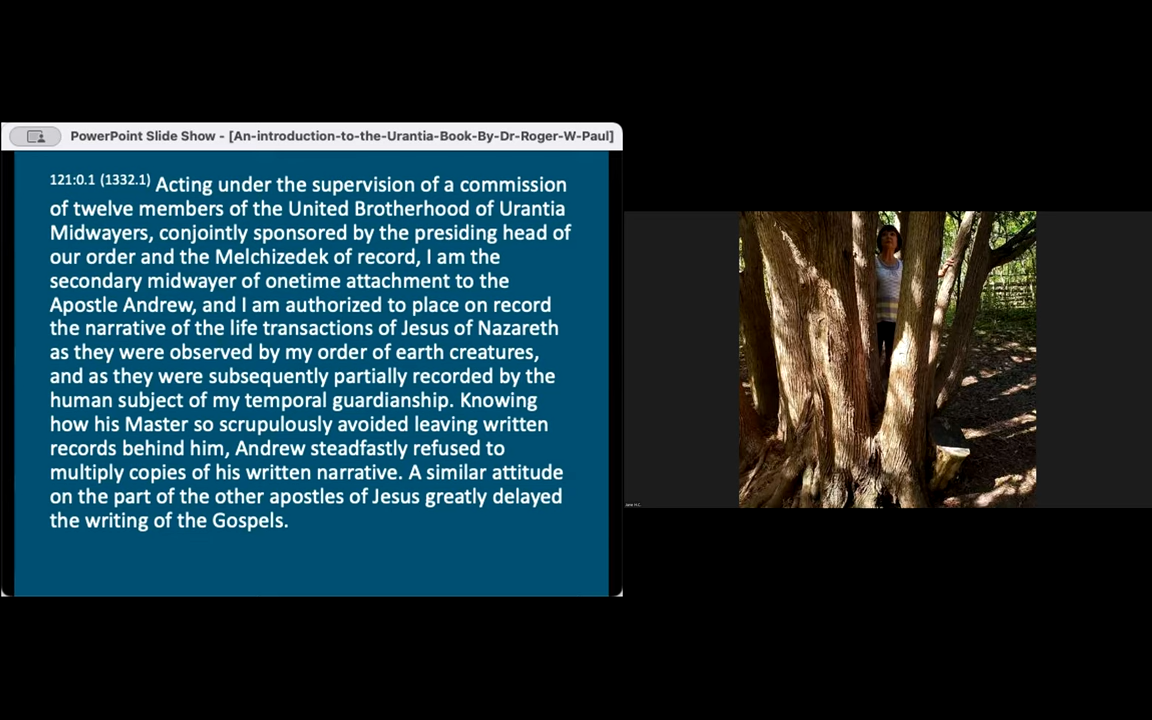 PowerPoint Slide Show - [An-introduction-to-the-Urantia-Book-By-Dr-Roger-W-Paul]
121:0.1 (1332.1) Acting under the supervision of a commission
of twelve members of the United Brotherhood of Urantia
Midwayers, conjointly sponsored by the presiding head of
our order and the Melchizedek of record, I am the
secondary midwayer of onetime attachment to the
Apostle Andrew, and I am authorized to place on record
the narrative of the life transactions of Jesus of Nazareth
as they were observed by my order of earth creatures,
and as they were subsequently partially recorded by the
human subject of my temporal guardianship. Knowing
how his Master so scrupulously avoided leaving written
records behind him, Andrew steadfastly refused to
multiply copies of his written narrative. A similar attitude
on the part of the other apostles of Jesus greatly delayed
the writing of the Gospels.